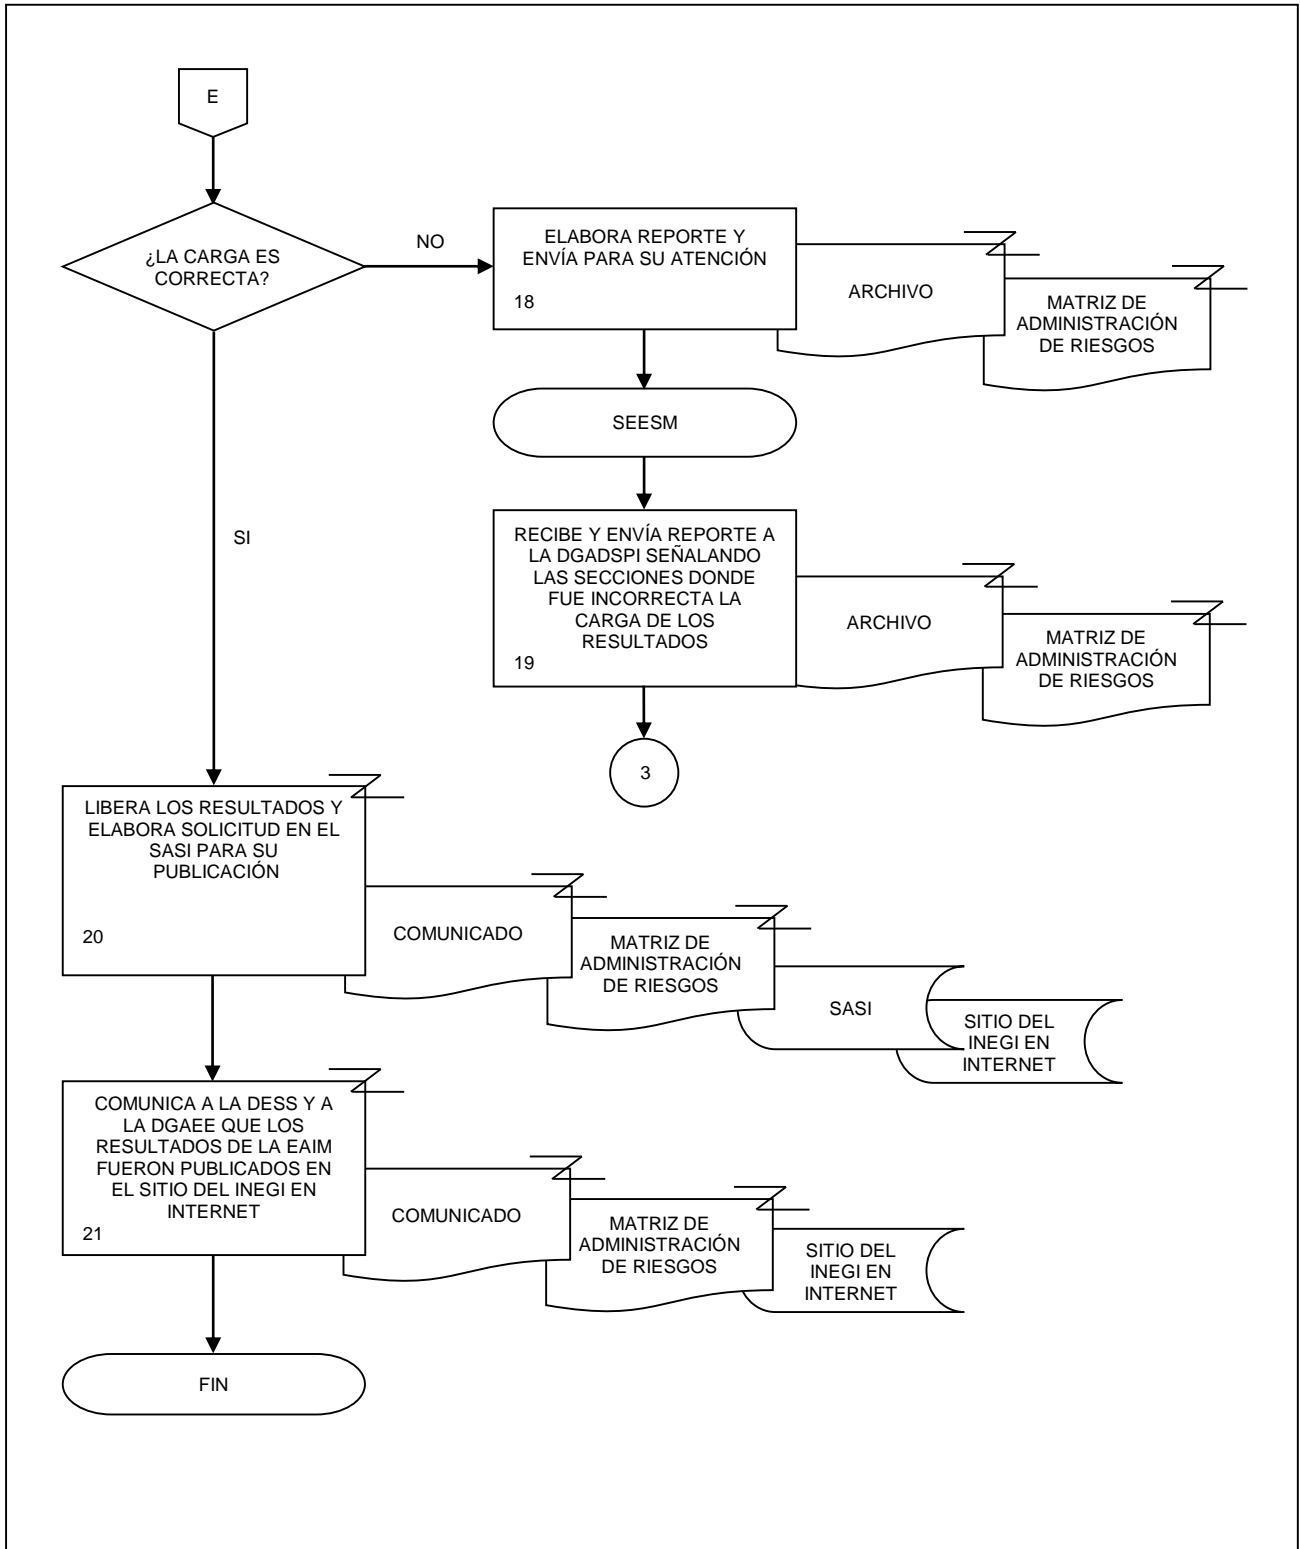 E
¿LA CARGA ES
CORRECTA?
NO
ELABORA REPORTE Y
ENVÍA PARA SU ATENCIÓN
18
ARCHIVO
MATRIZ DE
ADMINISTRACIÓN
DE RIESGOS
SEESM
SI
RECIBE Y ENVÍA REPORTE A
LA DGADSPI SEÑALANDO
LAS SECCIONES DONDE
FUE INCORRECTA LA
CARGA DE LOS
RESULTADOS
19
ARCHIVO
MATRIZ DE
ADMINISTRACIÓN
DE RIESGOS
3
LIBERA LOS RESULTADOS Y
ELABORA SOLICITUD EN EL
SASI PARA SU
PUBLICACIÓN
20
COMUNICADO
MATRIZ DE
ADMINISTRACIÓN
DE RIESGOS
SASI
SITIO DEL
INEGI EN
INTERNET
COMUNICA A LA DESS Y A
LA DGAEE QUE LOS
RESULTADOS DE LA EAIM
FUERON PUBLICADOS EN
EL SITIO DEL INEGI EN
INTERNET
21
COMUNICADO
MATRIZ DE
ADMINISTRACIÓN
DE RIESGOS
SITIO DEL
INEGI EN
INTERNET
FIN